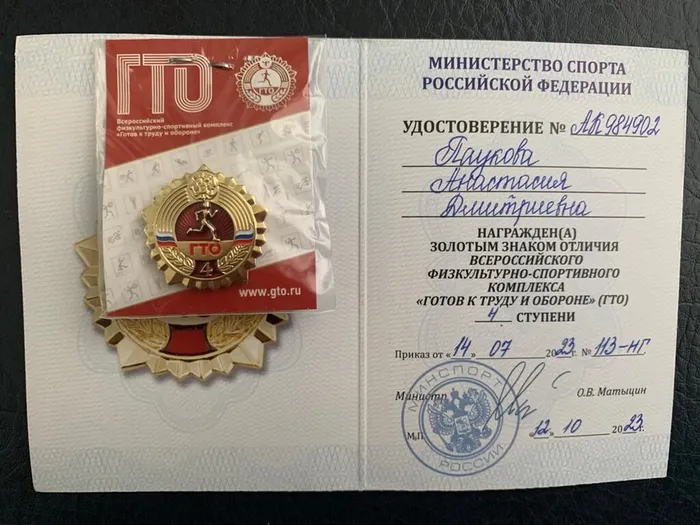 ГТО
Всероссийский
физкультурно-спортивный комплекс
«Готов к труду и обороне»
ГТО
ГТО
4
www.gto.ru
МИНИСТЕРСТВО СПОРТА
РОССИЙСКОЙ ФЕДЕРАЦИИ
УДОСТОВЕРЕНИЕ № АК984902
Паукова
Анастасия
Дмитриевна
НАГРАЖДЕН(А)
ЗОЛОТЫМ ЗНАКОМ ОТЛИЧИЯ
ВСЕРОССИЙСКОГО
ФИЗКУЛЬТУРНО-СПОРТИВНОГО
КОМПЛЕКСА
«ГОТОВ К ТРУДУ И ОБОРОНЕ» (ГТО)
4 СТУПЕНИ
Приказ от «14» 07 2023 г. № 113-нг.
Министр О.В. Матыцин
МИНСПОРТ
РОССИИ
М.П. «12» 10 2023